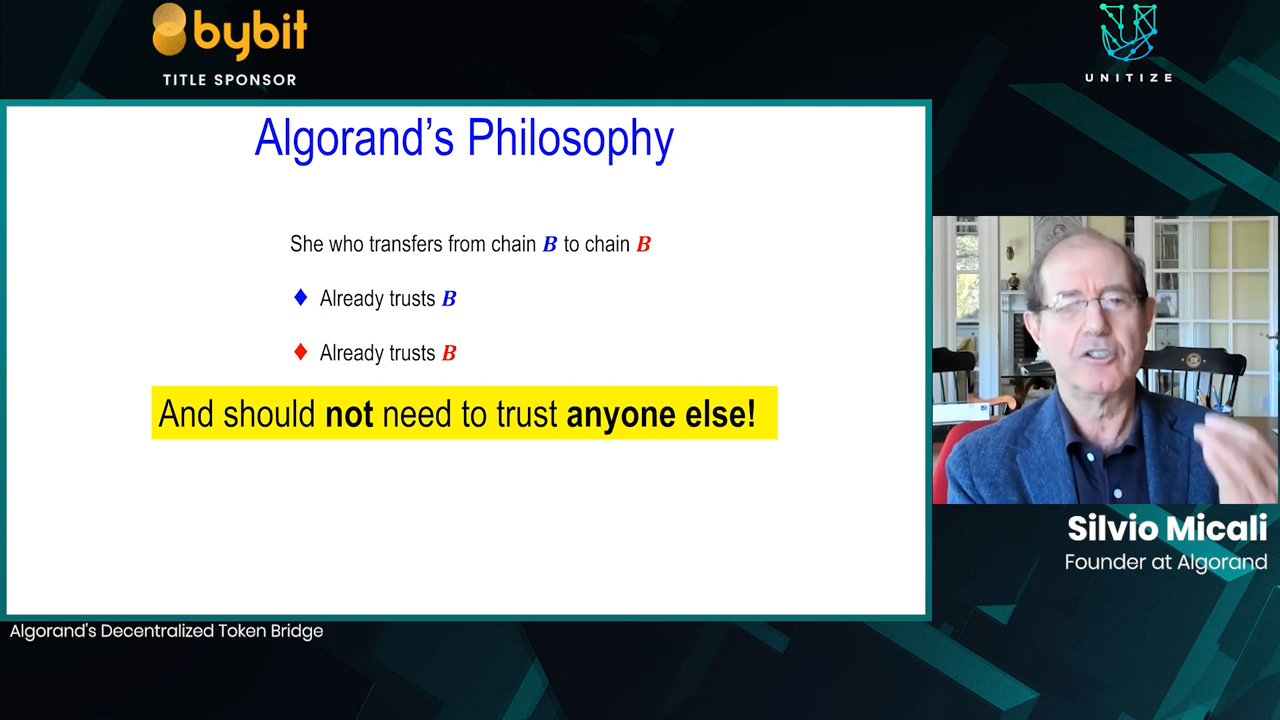 bybit
TITLE SPONSOR
UNITIZE
Algorand's Philosophy
She who transfers from chain B to chain B
♦ Already trusts B
♦ Already trusts B
And should not need to trust anyone else!
Silvio Micali
Founder at Algorand
Algorand's Decentralized Token Bridge